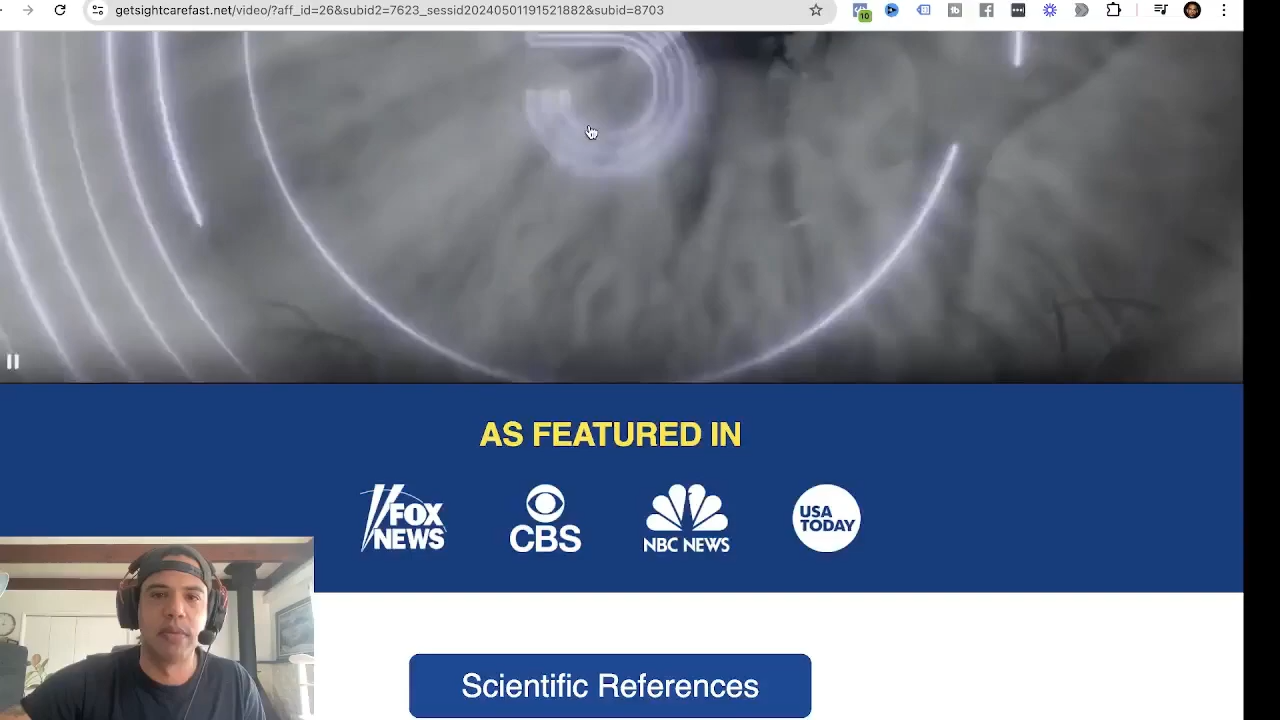 getsightcarefast.net/video/?aff_id=26&subid2=7623_sessid20240501191521882&subid=8703
10
AS FEATURED IN
FOX NEWS
CBS
NBC NEWS
USA TODAY
Scientific References